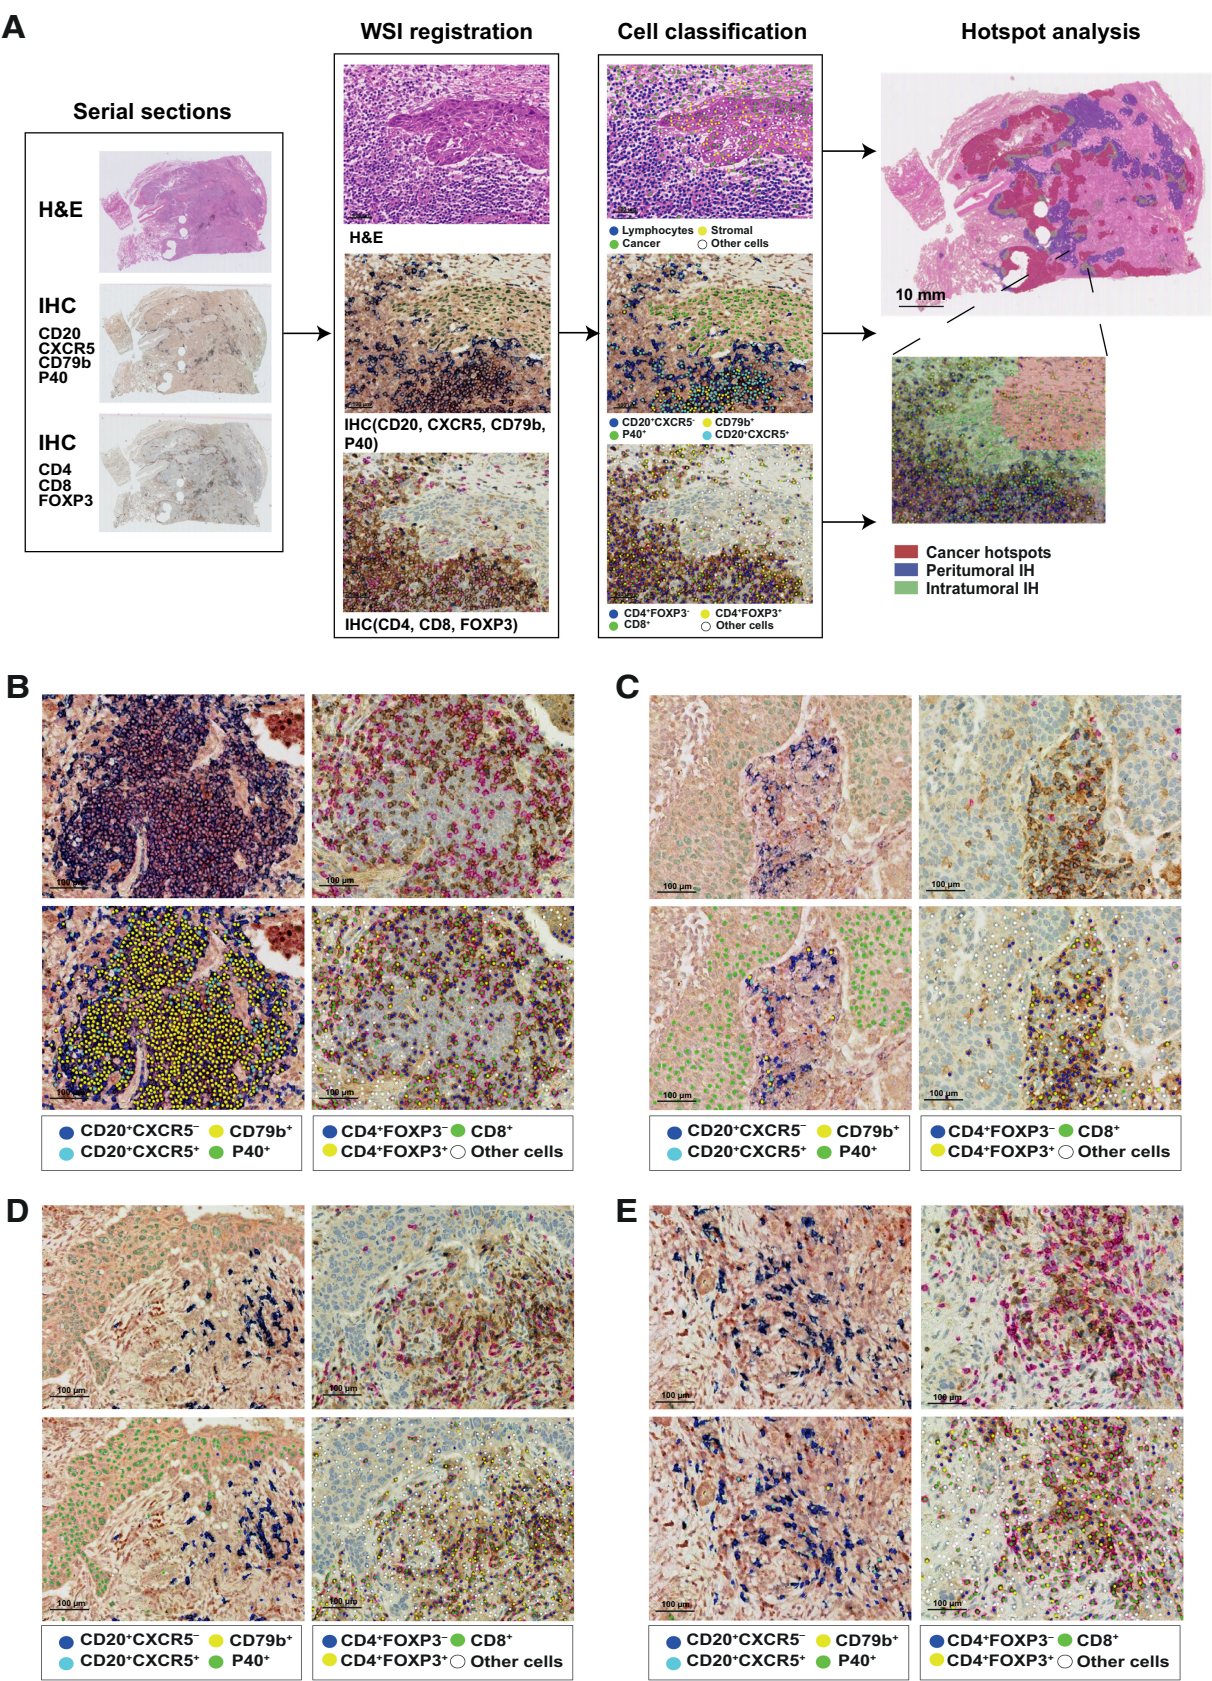 A
WSI registration
Cell classification
Hotspot analysis
Serial sections
H&E
IHC
CD20
CXCR5
CD79b
P40
IHC
CD4
CD8
FOXP3
H&E
IHC(CD20, CXCR5, CD79b,
P40)
IHC(CD4, CD8, FOXP3)
Lymphocytes Stromal
Cancer Other cells
CD20⁺CXCR5⁻ CD79b⁺
P40⁺ CD20⁺CXCR5⁺
CD4⁺FOXP3⁻ CD4⁺FOXP3⁺
CD8⁺ Other cells
10 mm
Cancer hotspots
Peritumoral IH
Intratumoral IH
B
100 µm
100 µm
100 µm
100 µm
CD20⁺CXCR5⁻ CD79b⁺
CD20⁺CXCR5⁺ P40⁺
CD4⁺FOXP3⁻ CD8⁺
CD4⁺FOXP3⁺ Other cells
C
100 µm
100 µm
100 µm
100 µm
CD20⁺CXCR5⁻ CD79b⁺
CD20⁺CXCR5⁺ P40⁺
CD4⁺FOXP3⁻ CD8⁺
CD4⁺FOXP3⁺ Other cells
D
100 µm
100 µm
100 µm
100 µm
CD20⁺CXCR5⁻ CD79b⁺
CD20⁺CXCR5⁺ P40⁺
CD4⁺FOXP3⁻ CD8⁺
CD4⁺FOXP3⁺ Other cells
E
100 µm
100 µm
100 µm
100 µm
CD20⁺CXCR5⁻ CD79b⁺
CD20⁺CXCR5⁺ P40⁺
CD4⁺FOXP3⁻ CD8⁺
CD4⁺FOXP3⁺ Other cells